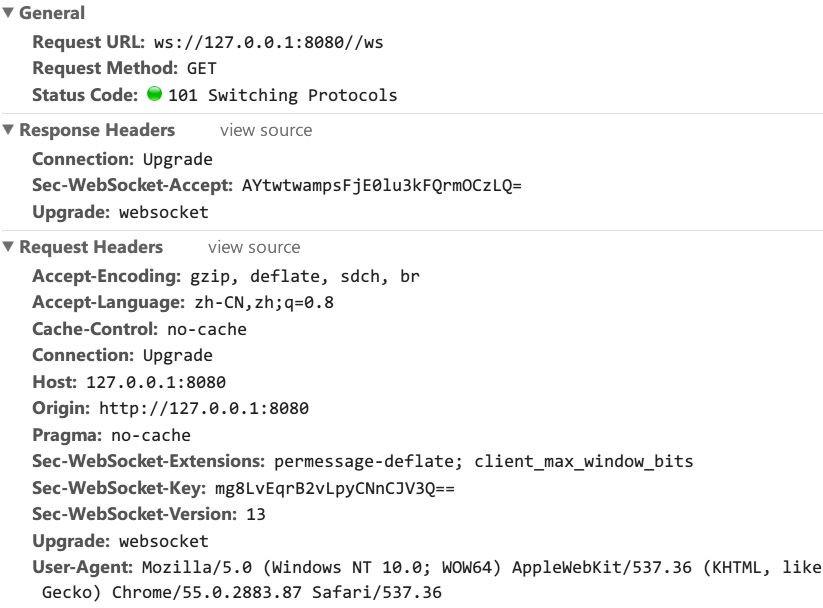 ▼ General
Request URL: ws://127.0.0.1:8080//ws
Request Method: GET
Status Code: 101 Switching Protocols
▼ Response Headers view source
Connection: Upgrade
Sec-WebSocket-Accept: AYtwtwampsFjE0lu3kFQrmOCzLQ=
Upgrade: websocket
▼ Request Headers view source
Accept-Encoding: gzip, deflate, sdch, br
Accept-Language: zh-CN,zh;q=0.8
Cache-Control: no-cache
Connection: Upgrade
Host: 127.0.0.1:8080
Origin: http://127.0.0.1:8080
Pragma: no-cache
Sec-WebSocket-Extensions: permessage-deflate; client_max_window_bits
Sec-WebSocket-Key: mg8LvEqrB2vLpyCNnCJV3Q==
Sec-WebSocket-Version: 13
Upgrade: websocket
User-Agent: Mozilla/5.0 (Windows NT 10.0; WOW64) AppleWebKit/537.36 (KHTML, like
Gecko) Chrome/55.0.2883.87 Safari/537.36